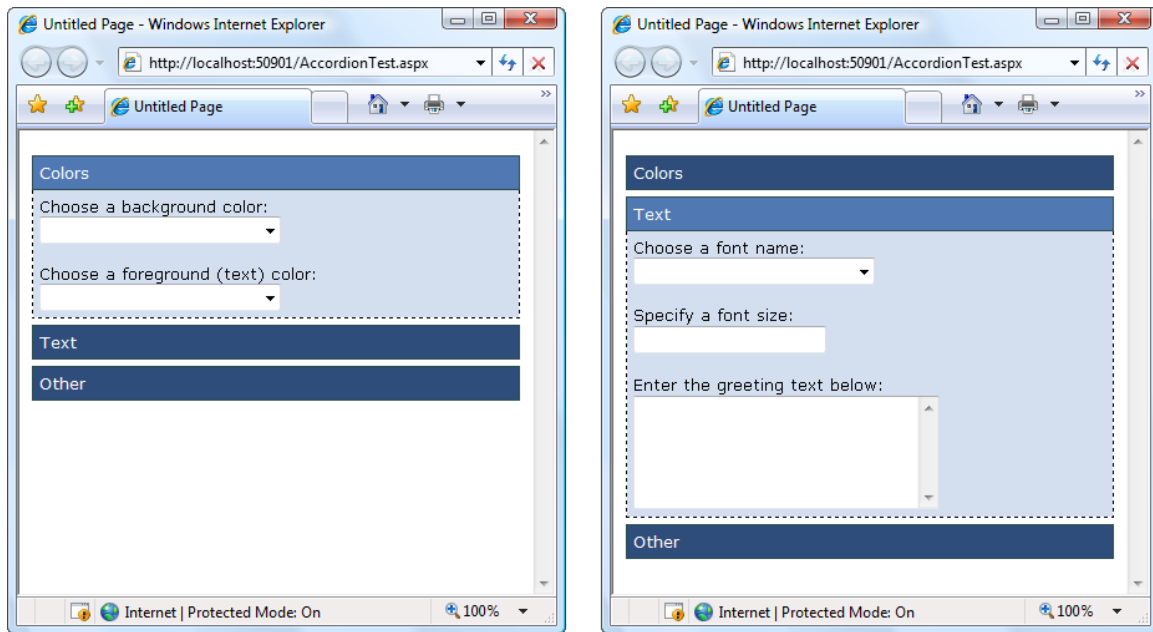 Untitled Page - Windows Internet Explorer
http://localhost:50901/AccordionTest.aspx
Untitled Page
Colors
Choose a background color:
Choose a foreground (text) color:
Text
Other
Internet | Protected Mode: On
100%
Untitled Page - Windows Internet Explorer
http://localhost:50901/AccordionTest.aspx
Untitled Page
Colors
Text
Choose a font name:
Specify a font size:
Enter the greeting text below:
Other
Internet | Protected Mode: On
100%